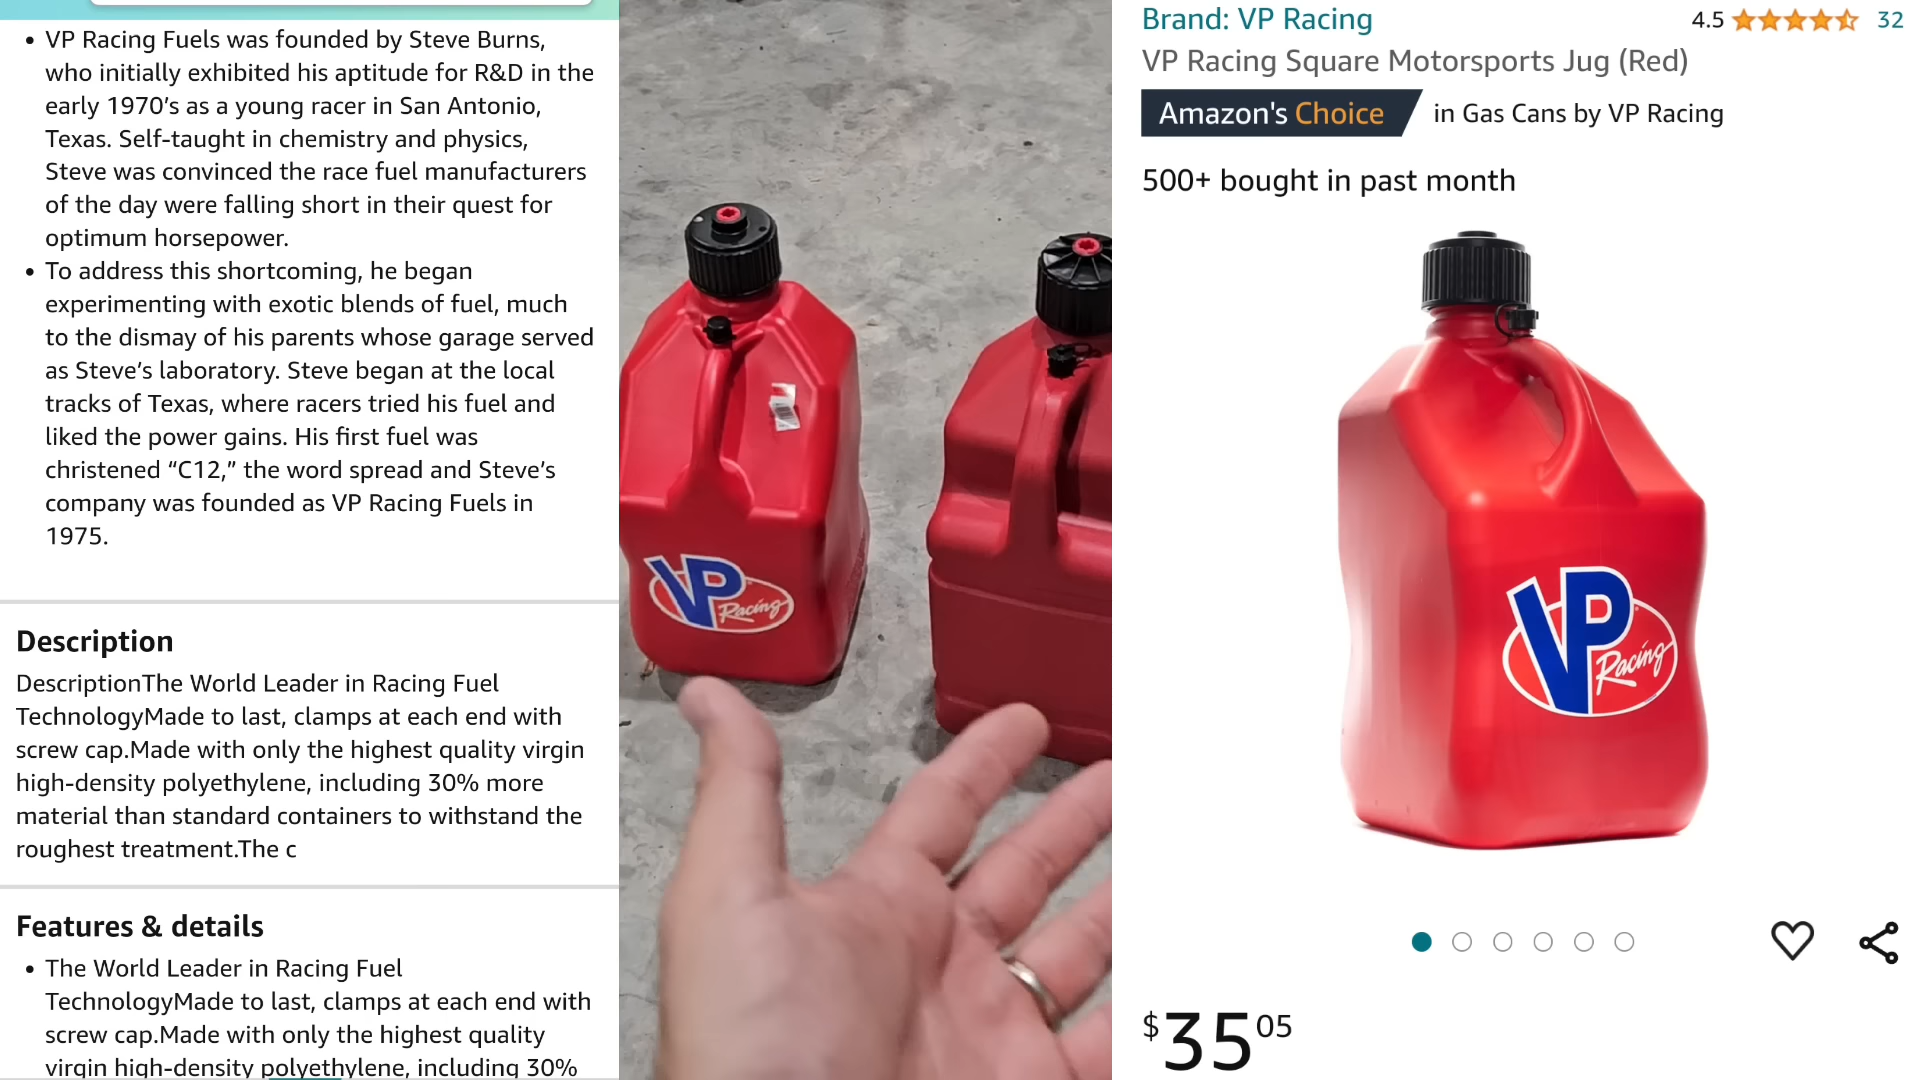 • VP Racing Fuels was founded by Steve Burns,
who initially exhibited his aptitude for R&D in the
early 1970's as a young racer in San Antonio,
Texas. Self-taught in chemistry and physics,
Steve was convinced the race fuel manufacturers
of the day were falling short in their quest for
optimum horsepower.
• To address this shortcoming, he began
experimenting with exotic blends of fuel, much
to the dismay of his parents whose garage served
as Steve's laboratory. Steve began at the local
tracks of Texas, where racers tried his fuel and
liked the power gains. His first fuel was
christened “C12,” the word spread and Steve's
company was founded as VP Racing Fuels in
1975.
Description
DescriptionThe World Leader in Racing Fuel
TechnologyMade to last, clamps at each end with
screw cap.Made with only the highest quality virgin
high-density polyethylene, including 30% more
material than standard containers to withstand the
roughest treatment.The c
Features & details
• The World Leader in Racing Fuel
TechnologyMade to last, clamps at each end with
screw cap.Made with only the highest quality
virgin high-density polyethylene, including 30%
VP
Racing
Brand: VP Racing
4.5 32
VP Racing Square Motorsports Jug (Red)
Amazon's Choice in Gas Cans by VP Racing
500+ bought in past month
VP
Racing
$3505